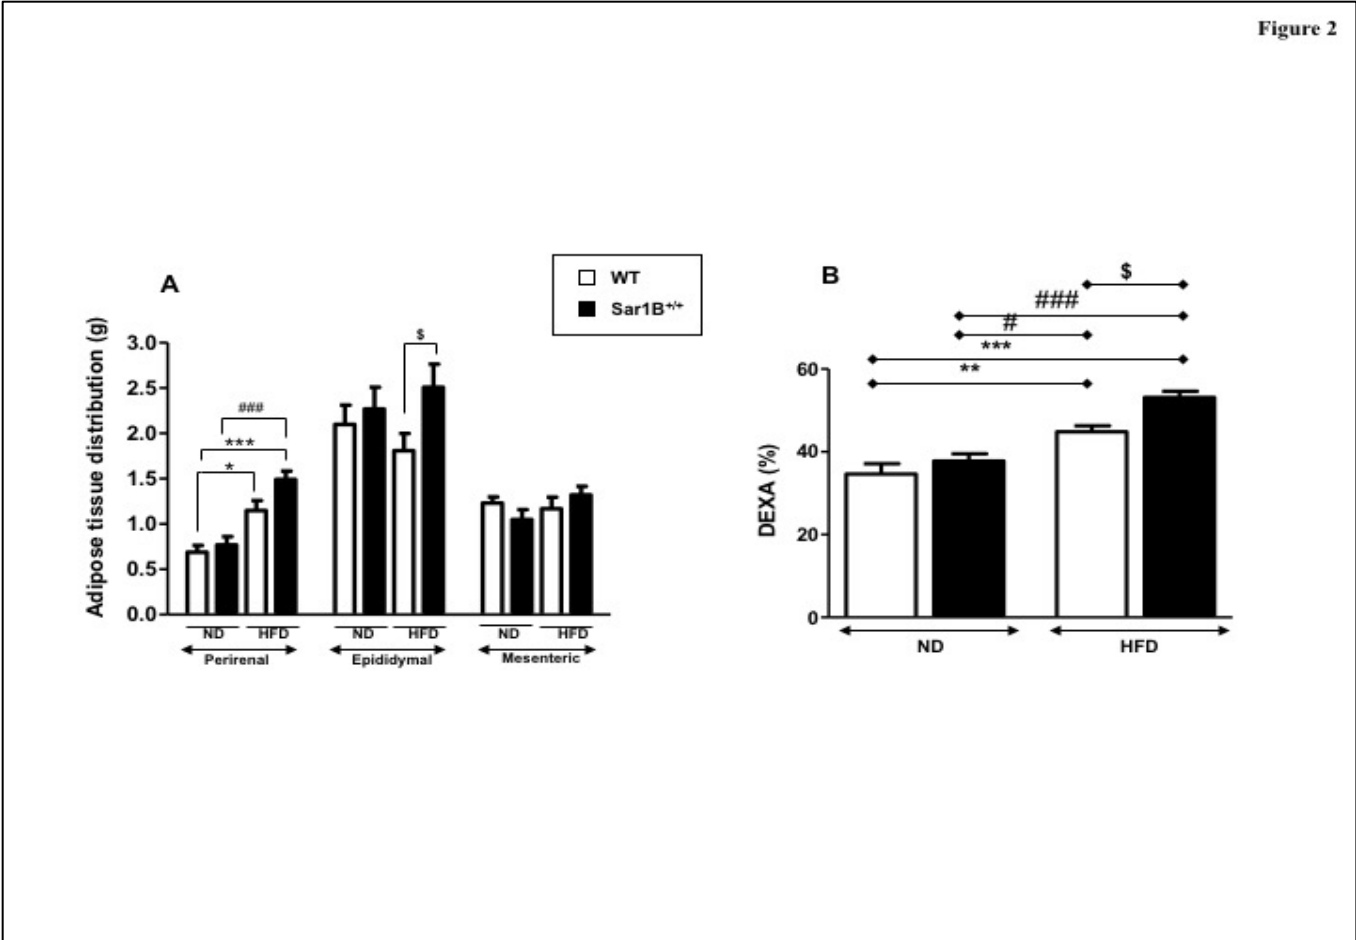 Figure 2
A
WT
Sar1B+/+
Adipose tissue distribution (g)
3.0
2.5
2.0
1.5
1.0
0.5
0.0
###
***
*
$
ND HFD ND HFD ND HFD
Perirenal Epididymal Mesenteric
B
$
###
#
***
**
DEXA (%)
60
40
20
0
ND HFD